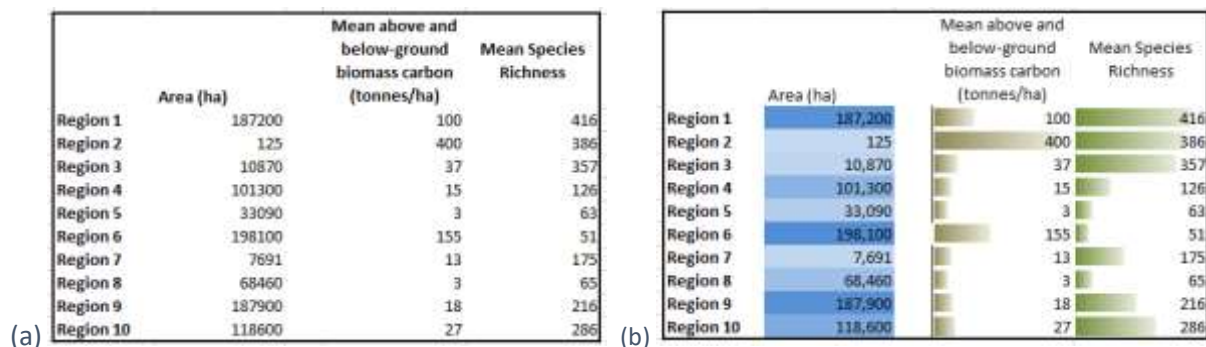 Mean above and
below-ground
biomass carbon
(tonnes/ha)
Mean Species
Richness
Area (ha)
Region 1 187200 100 416
Region 2 125 400 386
Region 3 10870 37 357
Region 4 101300 15 126
Region 5 33090 3 63
Region 6 198100 155 51
Region 7 7691 13 175
Region 8 68460 3 65
Region 9 187900 18 216
Region 10 118600 27 286
(a)
Mean above and
below-ground
biomass carbon
(tonnes/ha)
Mean Species
Richness
Area (ha)
Region 1 187,200 100 416
Region 2 125 400 386
Region 3 10,870 37 357
Region 4 101,300 15 126
Region 5 33,090 3 63
Region 6 198,100 155 51
Region 7 7,691 13 175
Region 8 68,460 3 65
Region 9 187,900 18 216
Region 10 118,600 27 286
(b)